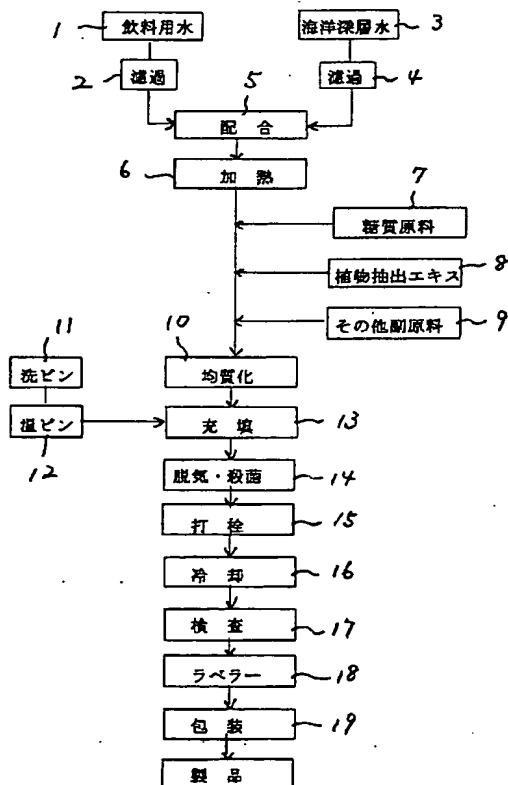 1 飲料用水
海洋深層水 3
2 濾過
濾過 4
5
配合
6 加熱
7
糖質原料
植物抽出エキス 8
その他副原料 9
11
洗ビン
10
均質化
温ビン
12
充填 13
脱気・殺菌 14
打栓 15
冷却 16
検査 17
ラベラー 18
包装 19
製品